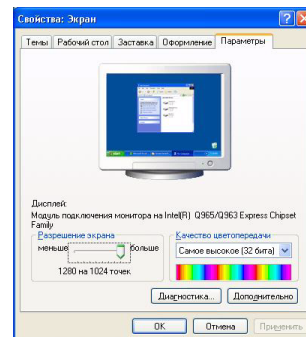 Свойства: Экран
Темы Рабочий стол Заставка Оформление Параметры
Дисплей:
Модуль подключения монитора на Intel(R) Q965/Q963 Express Chipset
Family
Разрешение экрана
меньше больше
1280 на 1024 точек
Качество цветопередачи
Самое высокое (32 бита)
Диагностика... Дополнительно
ОК Отмена Применить